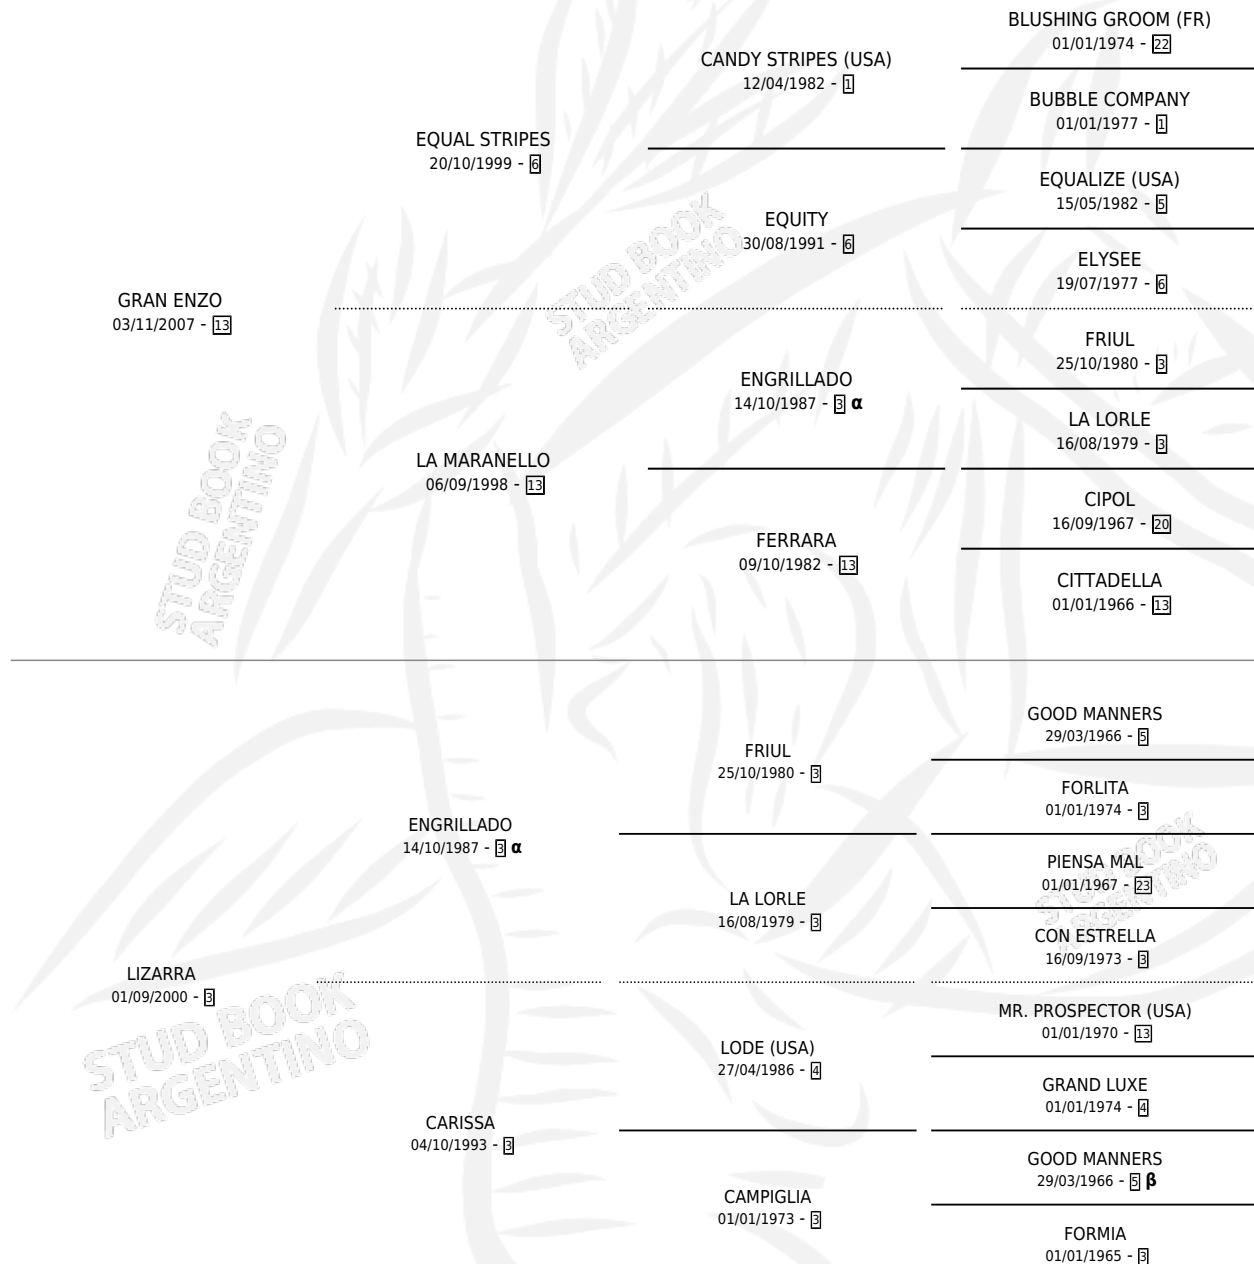 BLUSHING GROOM (FR)
01/01/1974 - 22
CANDY STRIPES (USA)
12/04/1982 - 1
BUBBLE COMPANY
01/01/1977 - 1
EQUAL STRIPES
20/10/1999 - 6
EQUALIZE (USA)
15/05/1982 - 5
EQUITY
30/08/1991 - 6
ELYSEE
19/07/1977 - 6
GRAN ENZO
03/11/2007 - 13
FRIUL
25/10/1980 - 3
ENGRILLADO
14/10/1987 - 3 α
LA LORLE
16/08/1979 - 3
LA MARANELLO
06/09/1998 - 13
CIPOL
16/09/1967 - 20
FERRARA
09/10/1982 - 13
CITTADELLA
01/01/1966 - 13
STUD BOOK
ARGENTINO
STUD BOOK
ARGENTINO
GOOD MANNERS
29/03/1966 - 5
FRIUL
25/10/1980 - 3
FORLITA
01/01/1974 - 3
ENGRILLADO
14/10/1987 - 3 α
PIENSA MAL
01/01/1967 - 23
LA LORLE
16/08/1979 - 3
CON ESTRELLA
16/09/1973 - 3
LIZARRA
01/09/2000 - 3
MR. PROSPECTOR (USA)
01/01/1970 - 13
LODE (USA)
27/04/1986 - 4
GRAND LUXE
01/01/1974 - 4
CARISSA
04/10/1993 - 3
GOOD MANNERS
29/03/1966 - 5 β
CAMPIGLIA
01/01/1973 - 3
FORMIA
01/01/1965 - 3
STUD BOOK
ARGENTINO
STUD BOOK
ARGENTINO